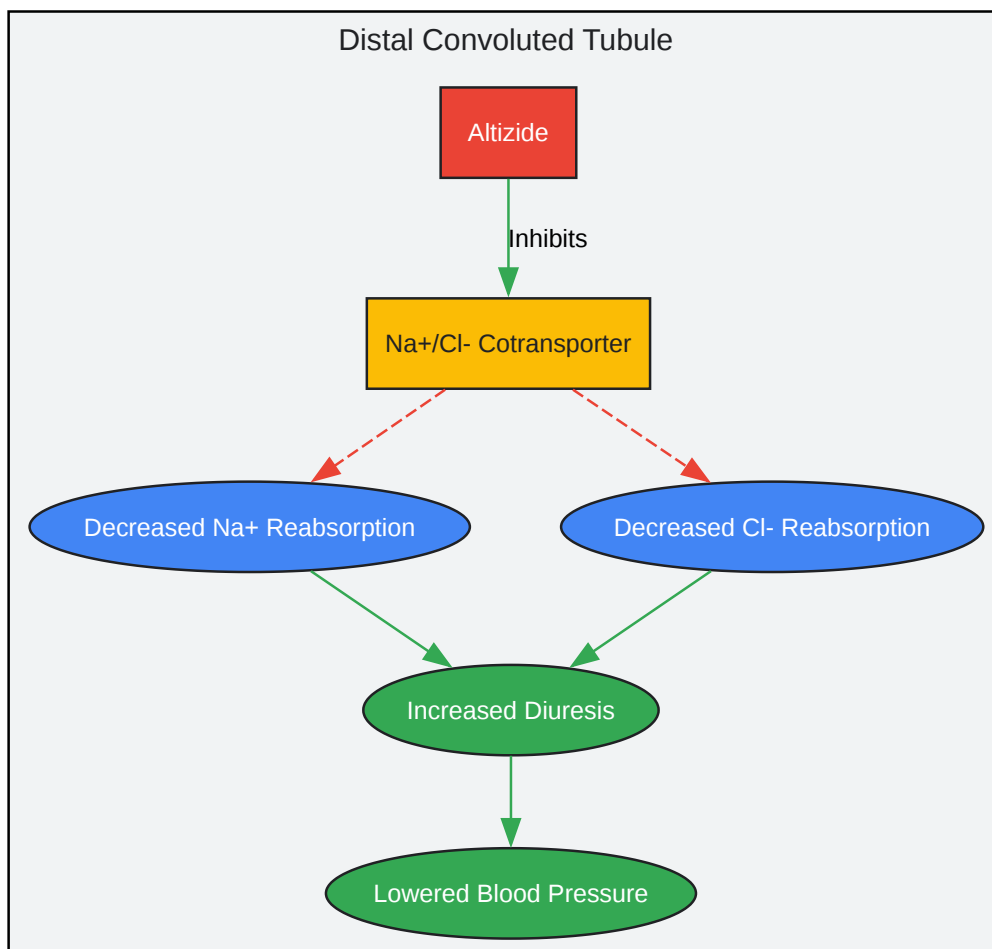 Distal Convoluted Tubule
Altizide
Inhibits
Na+/Cl- Cotransporter
Decreased Na+ Reabsorption
Decreased Cl- Reabsorption
Increased Diuresis
Lowered Blood Pressure